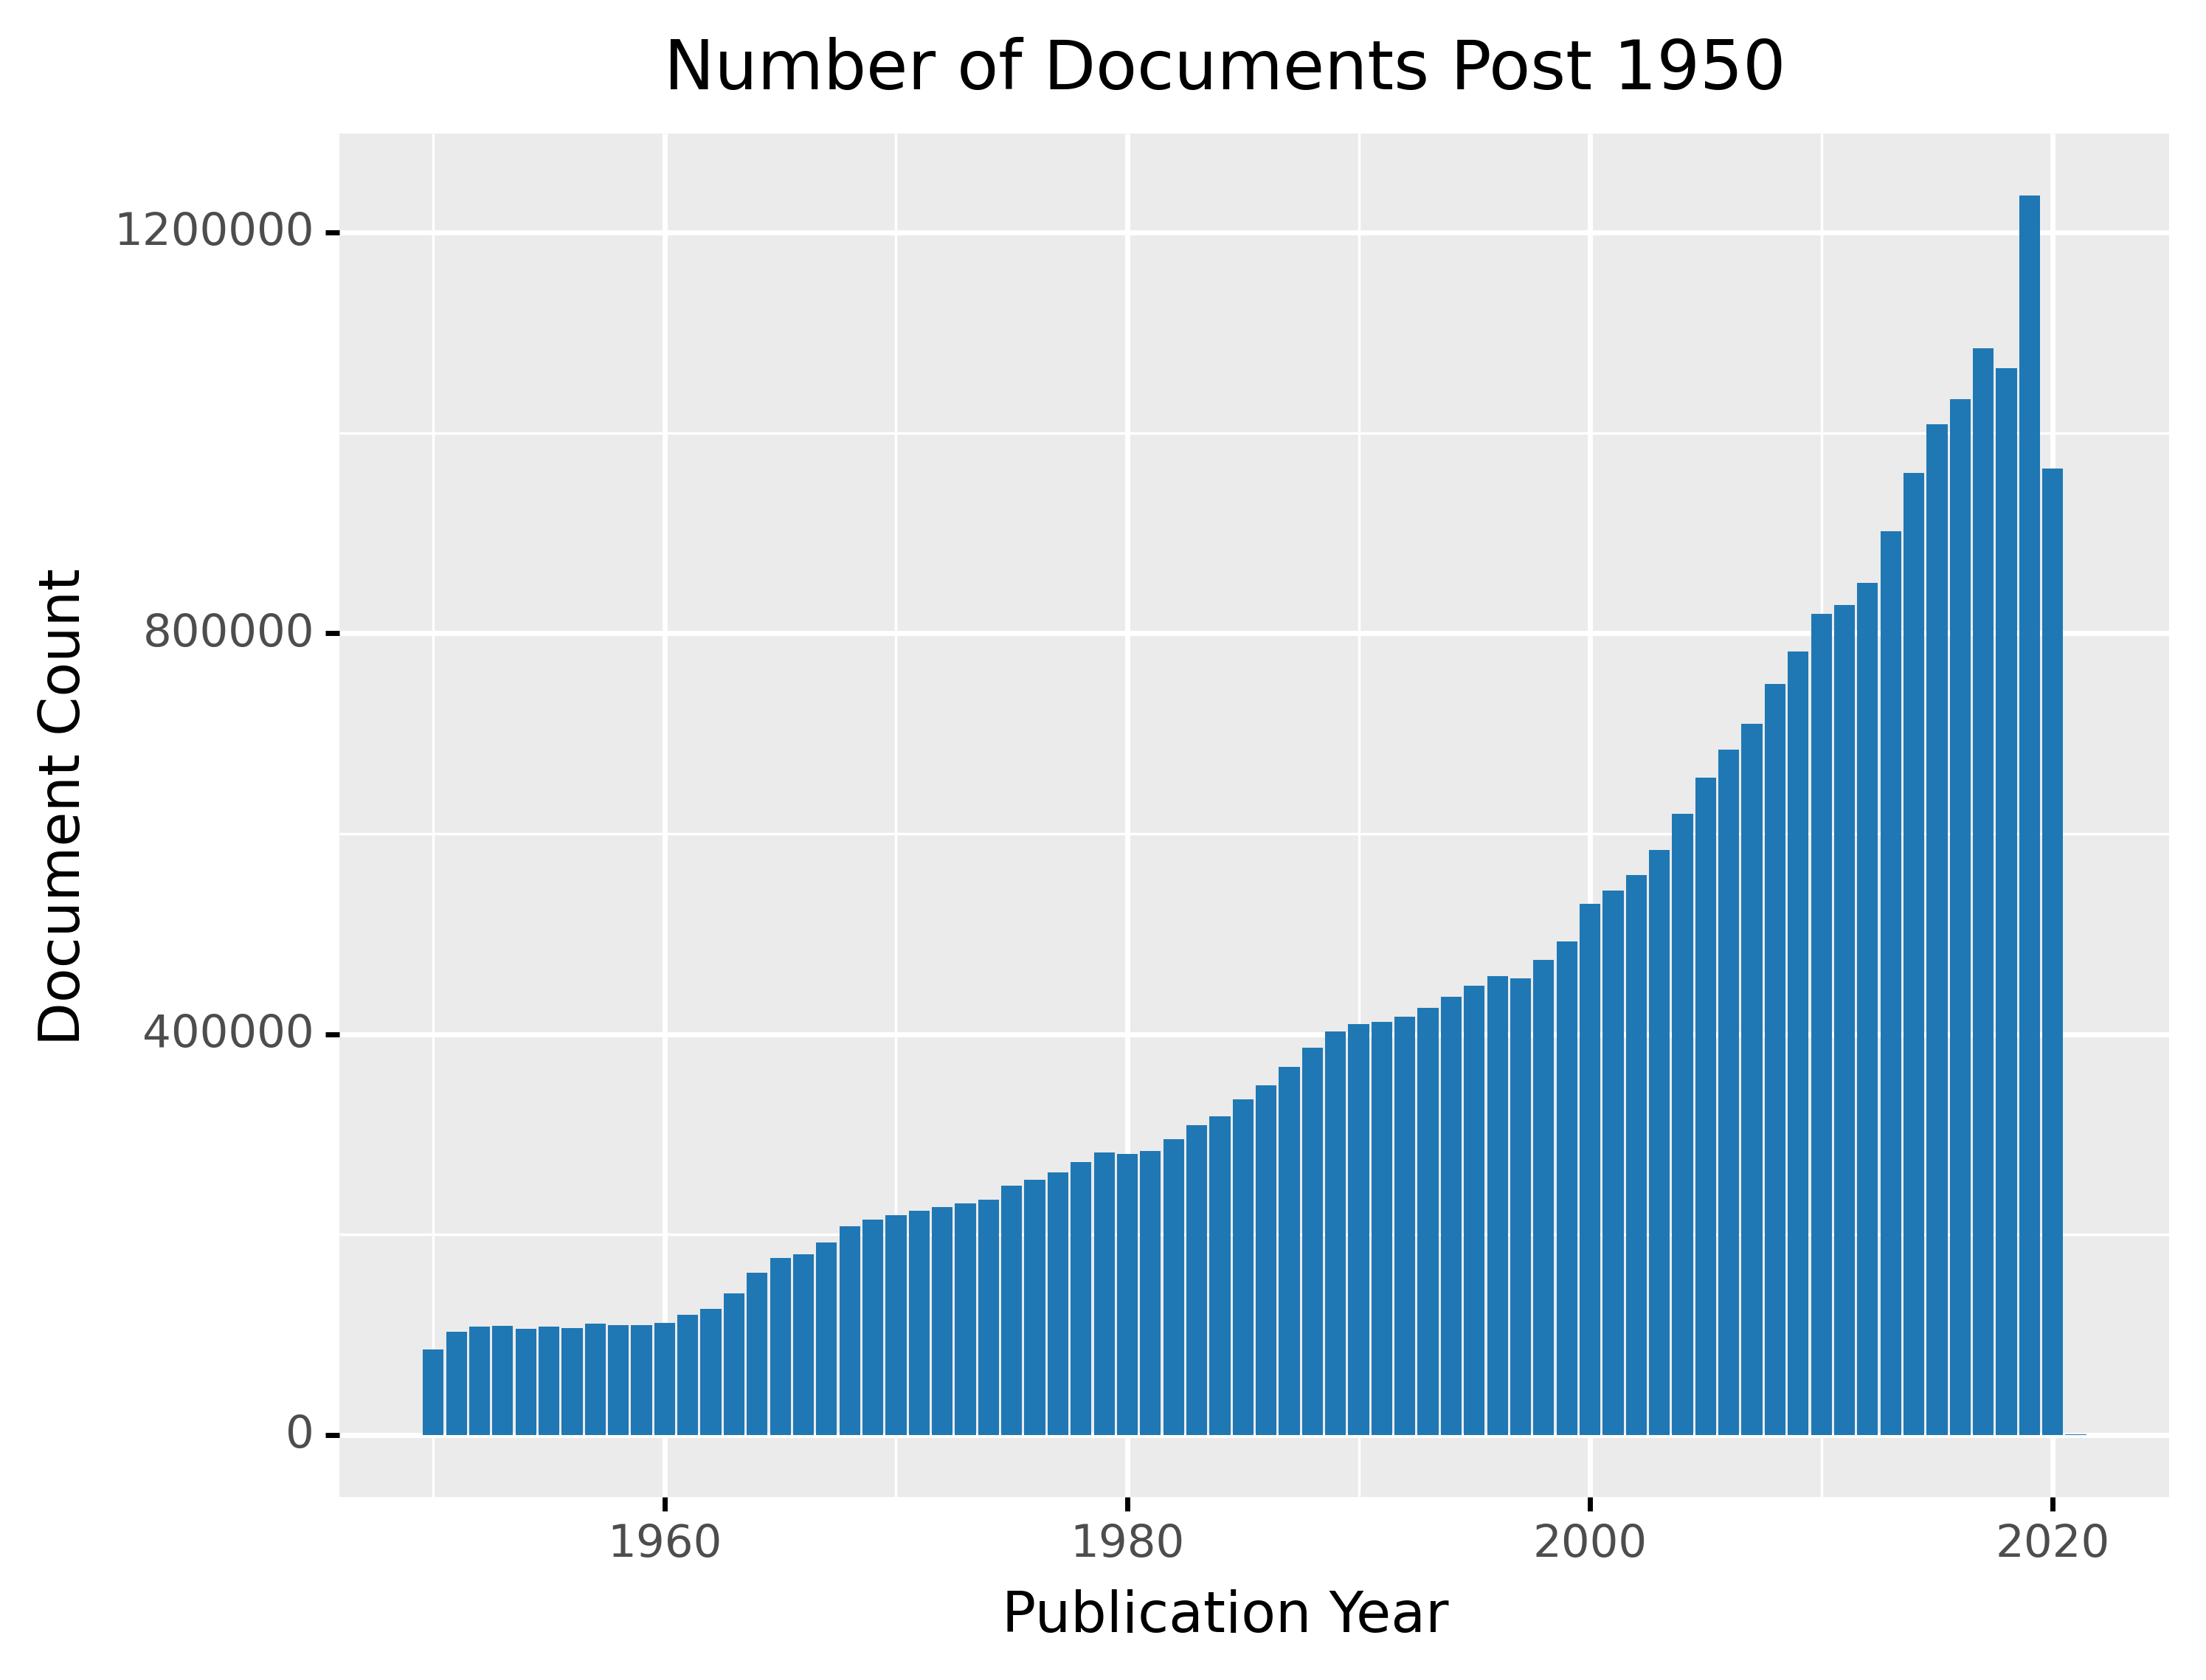 Number of Documents Post 1950
1200000
800000
400000
0
Document Count
1960 1980 2000 2020
Publication Year